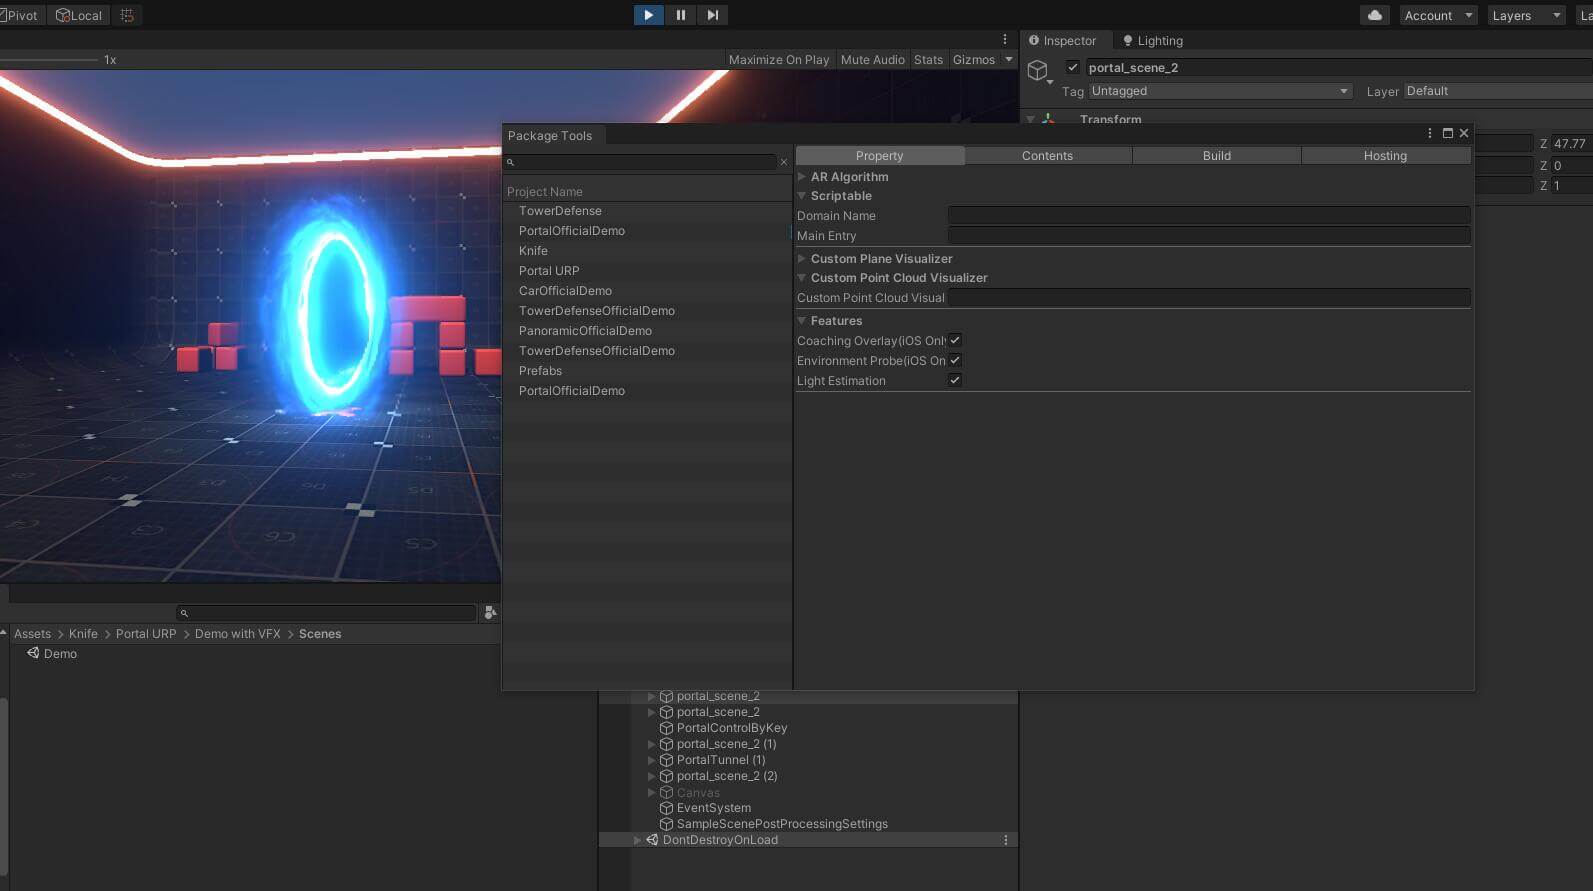 Pivot
Local
Account
Layers
La
1x
Maximize On Play
Mute Audio
Stats
Gizmos
Inspector
Lighting
portal_scene_2
Tag Untagged
Layer Default
Transform
Z 47.77
Z 0
Z 1
Package Tools
Project Name
TowerDefense
PortalOfficialDemo
Knife
Portal URP
CarOfficialDemo
TowerDefenseOfficialDemo
PanoramicOfficialDemo
TowerDefenseOfficialDemo
Prefabs
PortalOfficialDemo
Property
Contents
Build
Hosting
AR Algorithm
Scriptable
Domain Name
Main Entry
Custom Plane Visualizer
Custom Point Cloud Visualizer
Custom Point Cloud Visual
Features
Coaching Overlay(iOS Only
Environment Probe(iOS On
Light Estimation
D5
C3
C6
C5
Assets > Knife > Portal URP > Demo with VFX > Scenes
Demo
portal_scene_2
portal_scene_2
PortalControlByKey
portal_scene_2 (1)
PortalTunnel (1)
portal_scene_2 (2)
Canvas
EventSystem
SampleScenePostProcessingSettings
DontDestroyOnLoad